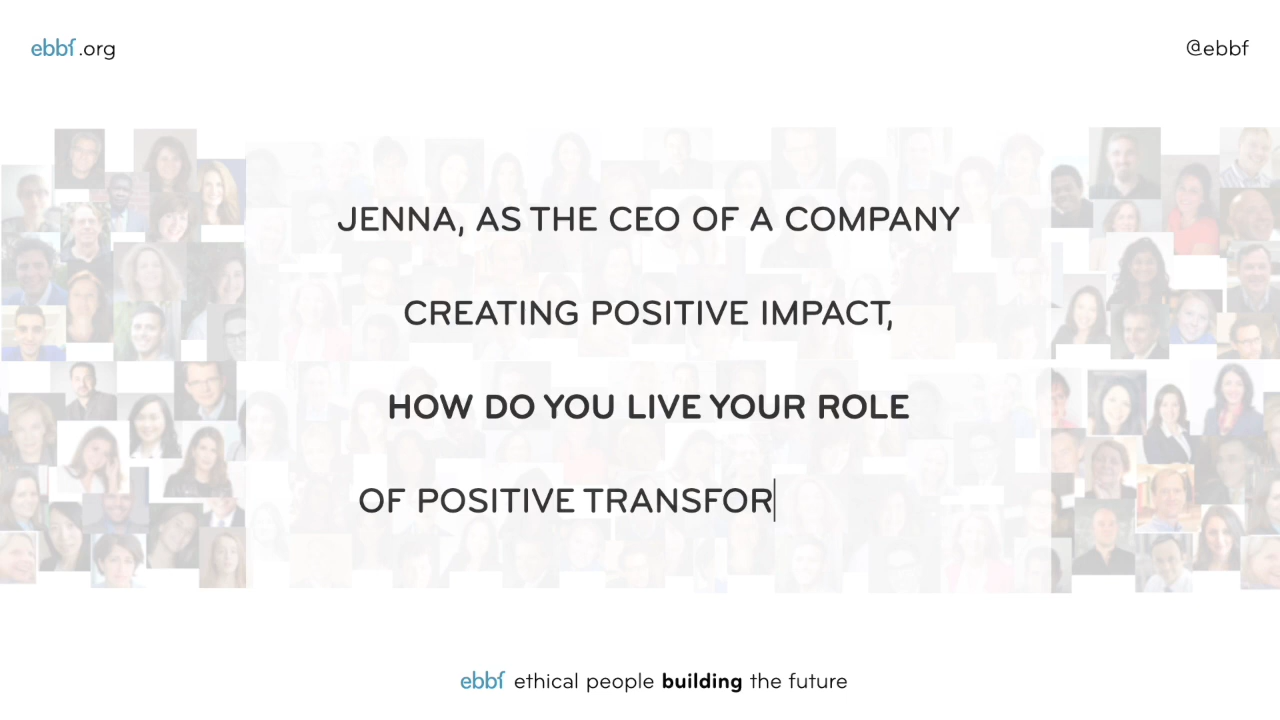 ebbf.org
@ebbf
JENNA, AS THE CEO OF A COMPANY
CREATING POSITIVE IMPACT,
HOW DO YOU LIVE YOUR ROLE
OF POSITIVE TRANSFOR
ebbf ethical people building the future